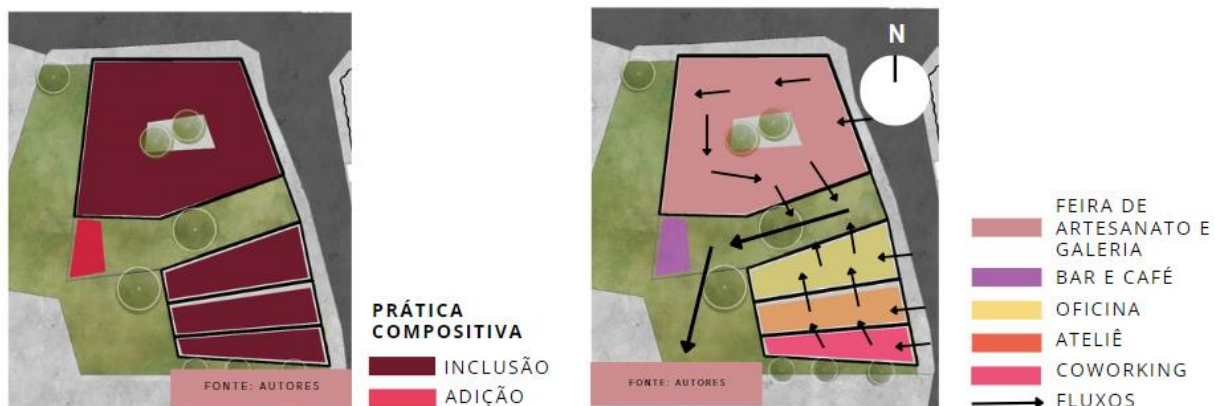 FONTE: AUTORES
PRÁTICA
COMPOSITIVA
INCLUSÃO
ADIÇÃO
N
FONTE: AUTORES
FEIRA DE
ARTESANATO E
GALERIA
BAR E CAFÉ
OFICINA
ATELIÊ
COWORKING
FLUXOS